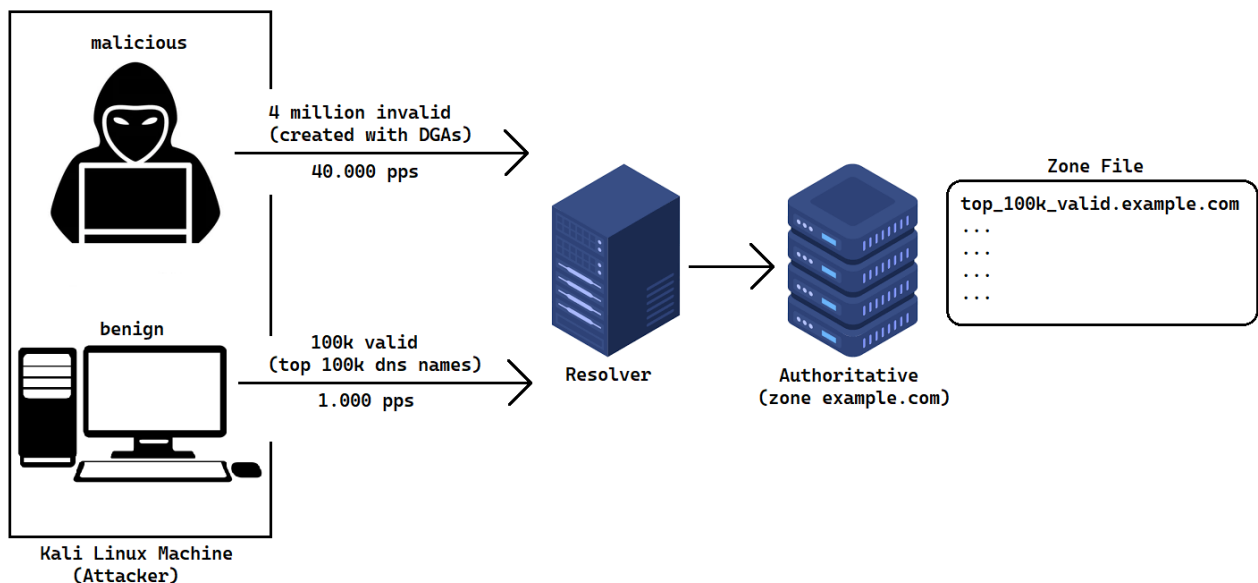 malicious
4 million invalid
(created with DGAs)
40.000 pps
Zone File
top_100k_valid.example.com
...
...
...
...
benign
100k valid
(top 100k dns names)
1.000 pps
Resolver
Authoritative
(zone example.com)
Kali Linux Machine
(Attacker)